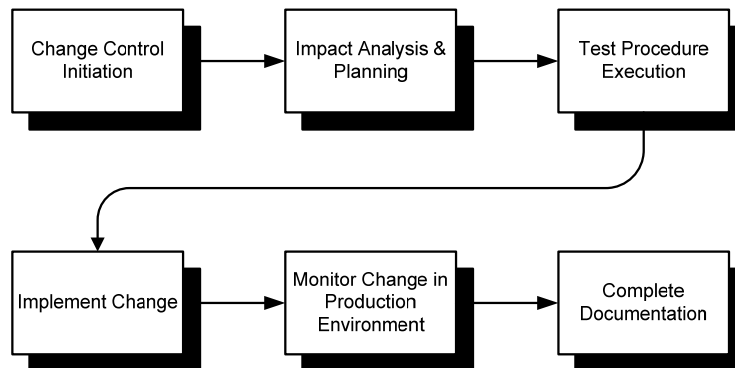 Change Control
Initiation
Impact Analysis &
Planning
Test Procedure
Execution
Implement Change
Monitor Change in
Production
Environment
Complete
Documentation